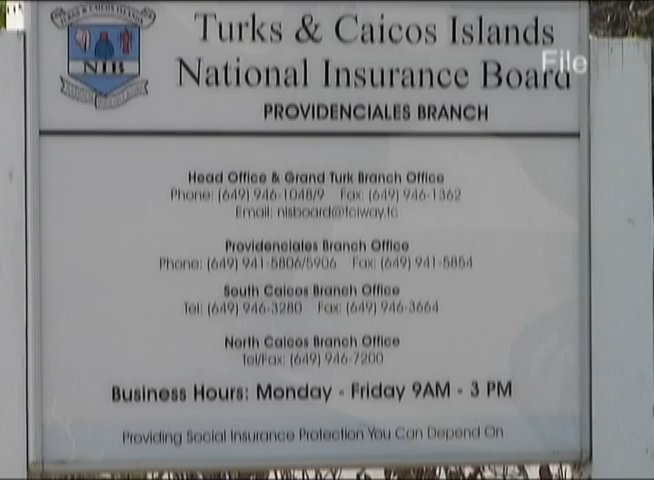 TURKS & CAICOS ISLANDS
NIB
Turks & Caicos Islands
National Insurance Board
File
PROVIDENCIALES BRANCH
Head Office & Grand Turk Branch Office
Phone: (649) 946-1048/9 Fax: (649) 946-1362
Email: nisboard@tciway.tc
Providenciales Branch Office
Phone: (649) 941-5806/5906 Fax: (649) 941-5854
South Caicos Branch Office
Tel: (649) 946-3280 Fax: (649) 946-3664
North Caicos Branch Office
Tel/Fax: (649) 946-7200
Business Hours: Monday - Friday 9AM - 3 PM
Providing Social Insurance Protection You Can Depend On